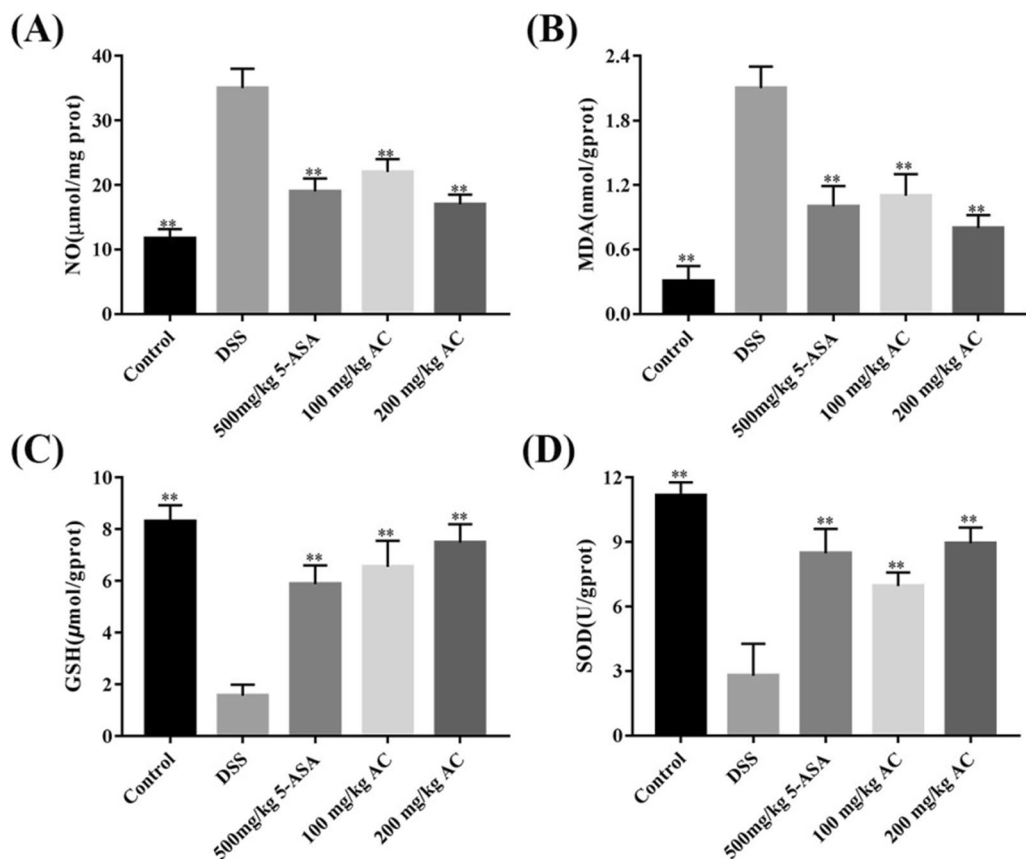 (A)
NO(μmol/mg prot)
40
30
20
10
0
**
**
**
**
Control
DSS
500mg/kg 5-ASA
100 mg/kg AC
200 mg/kg AC
(B)
MDA(nmol/gprot)
2.4
1.8
1.2
0.6
0.0
**
**
**
**
Control
DSS
500mg/kg 5-ASA
100 mg/kg AC
200 mg/kg AC
(C)
GSH(μmol/gprot)
10
8
6
4
2
0
**
**
**
**
Control
DSS
500mg/kg 5-ASA
100 mg/kg AC
200 mg/kg AC
(D)
SOD(U/gprot)
12
9
6
3
0
**
**
**
**
Control
DSS
500mg/kg 5-ASA
100 mg/kg AC
200 mg/kg AC